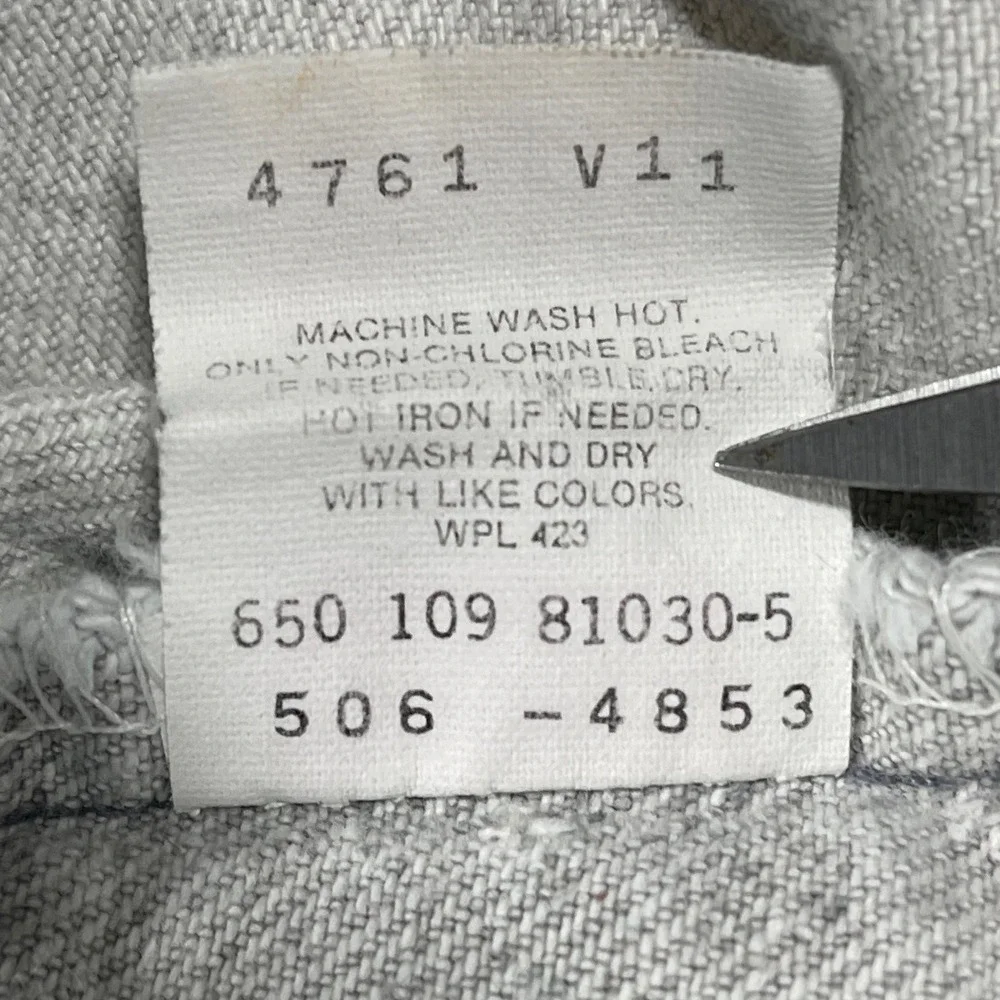 4761 V11
MACHINE WASH HOT.
ONLY NON-CHLORINE BLEACH
IF NEEDED. TUMBLE DRY.
HOT IRON IF NEEDED.
WASH AND DRY
WITH LIKE COLORS.
WPL 423
650 109 81030-5
506 -4853